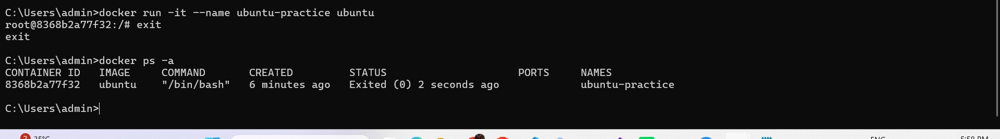 C:\Users\admin>docker run -it --name ubuntu-practice ubuntu
root@8368b2a77f32:/# exit
exit
C:\Users\admin>docker ps -a
CONTAINER ID   IMAGE     COMMAND       CREATED         STATUS                     PORTS     NAMES
8368b2a77f32   ubuntu    "/bin/bash"   6 minutes ago   Exited (0) 2 seconds ago             ubuntu-practice
C:\Users\admin>
2 35°C ENG 5:58 PM